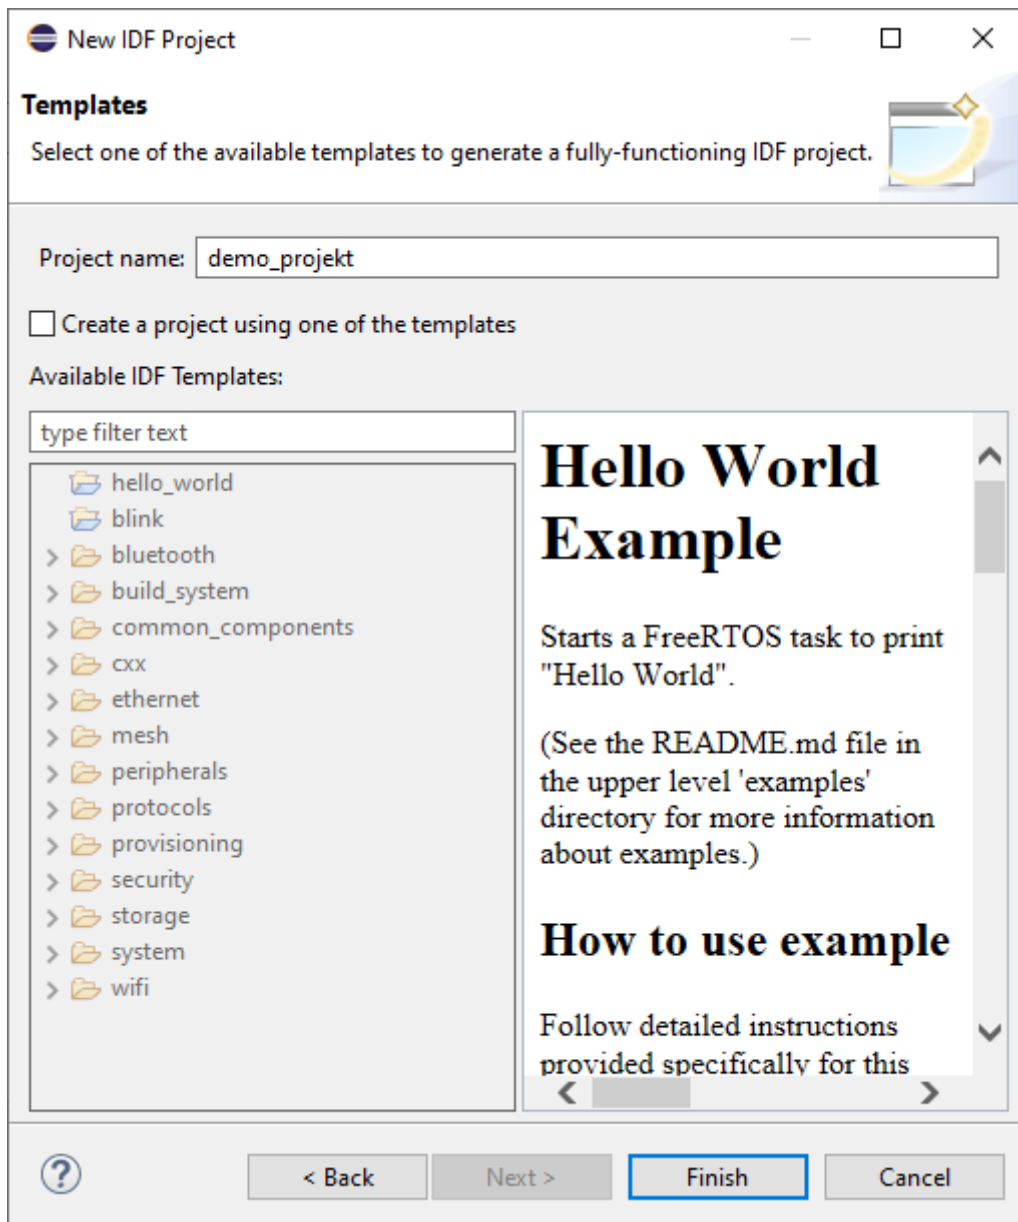 New IDF Project
Templates
Select one of the available templates to generate a fully-functioning IDF project.
Project name: demo_projekt
Create a project using one of the templates
Available IDF Templates:
type filter text
hello_world
blink
bluetooth
build_system
common_components
cxx
ethernet
mesh
peripherals
protocols
provisioning
security
storage
system
wifi
Hello World
Example
Starts a FreeRTOS task to print
"Hello World".
(See the README.md file in
the upper level 'examples'
directory for more information
about examples.)
How to use example
Follow detailed instructions
provided specifically for this
< Back
Next >
Finish
Cancel